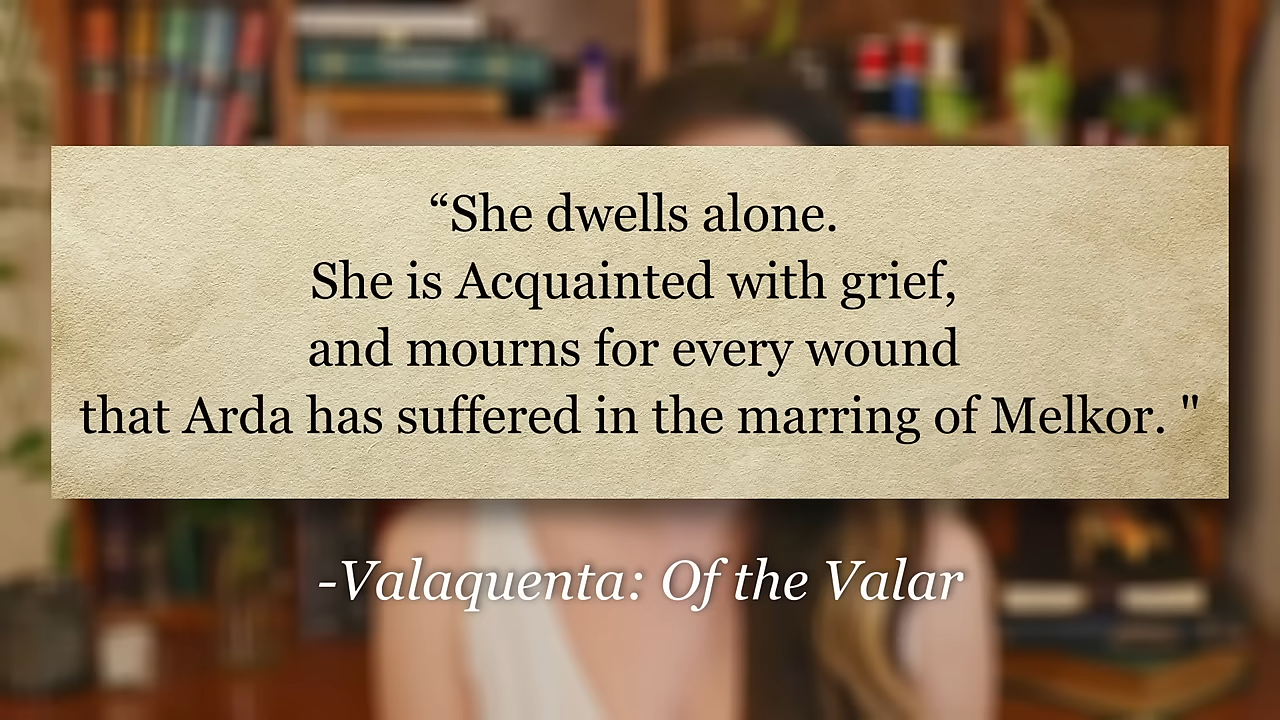 “She dwells alone.
She is Acquainted with grief,
and mourns for every wound
that Arda has suffered in the marring of Melkor. "
-Valaquenta: Of the Valar